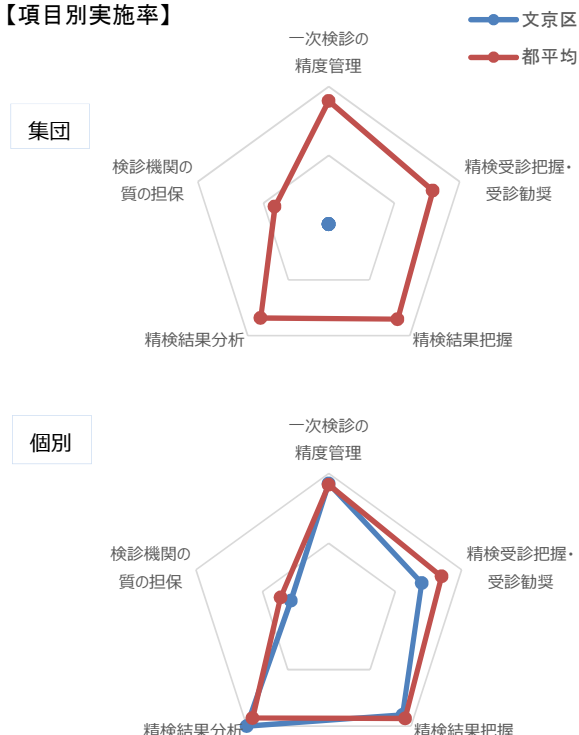 【項目別実施率】
文京区
都平均
集団
一次検診の
精度管理
精検受診把握・
受診勧奨
精検結果把握
精検結果分析
検診機関の
質の担保
個別
一次検診の
精度管理
精検受診把握・
受診勧奨
精検結果把握
精検結果分析
検診機関の
質の担保